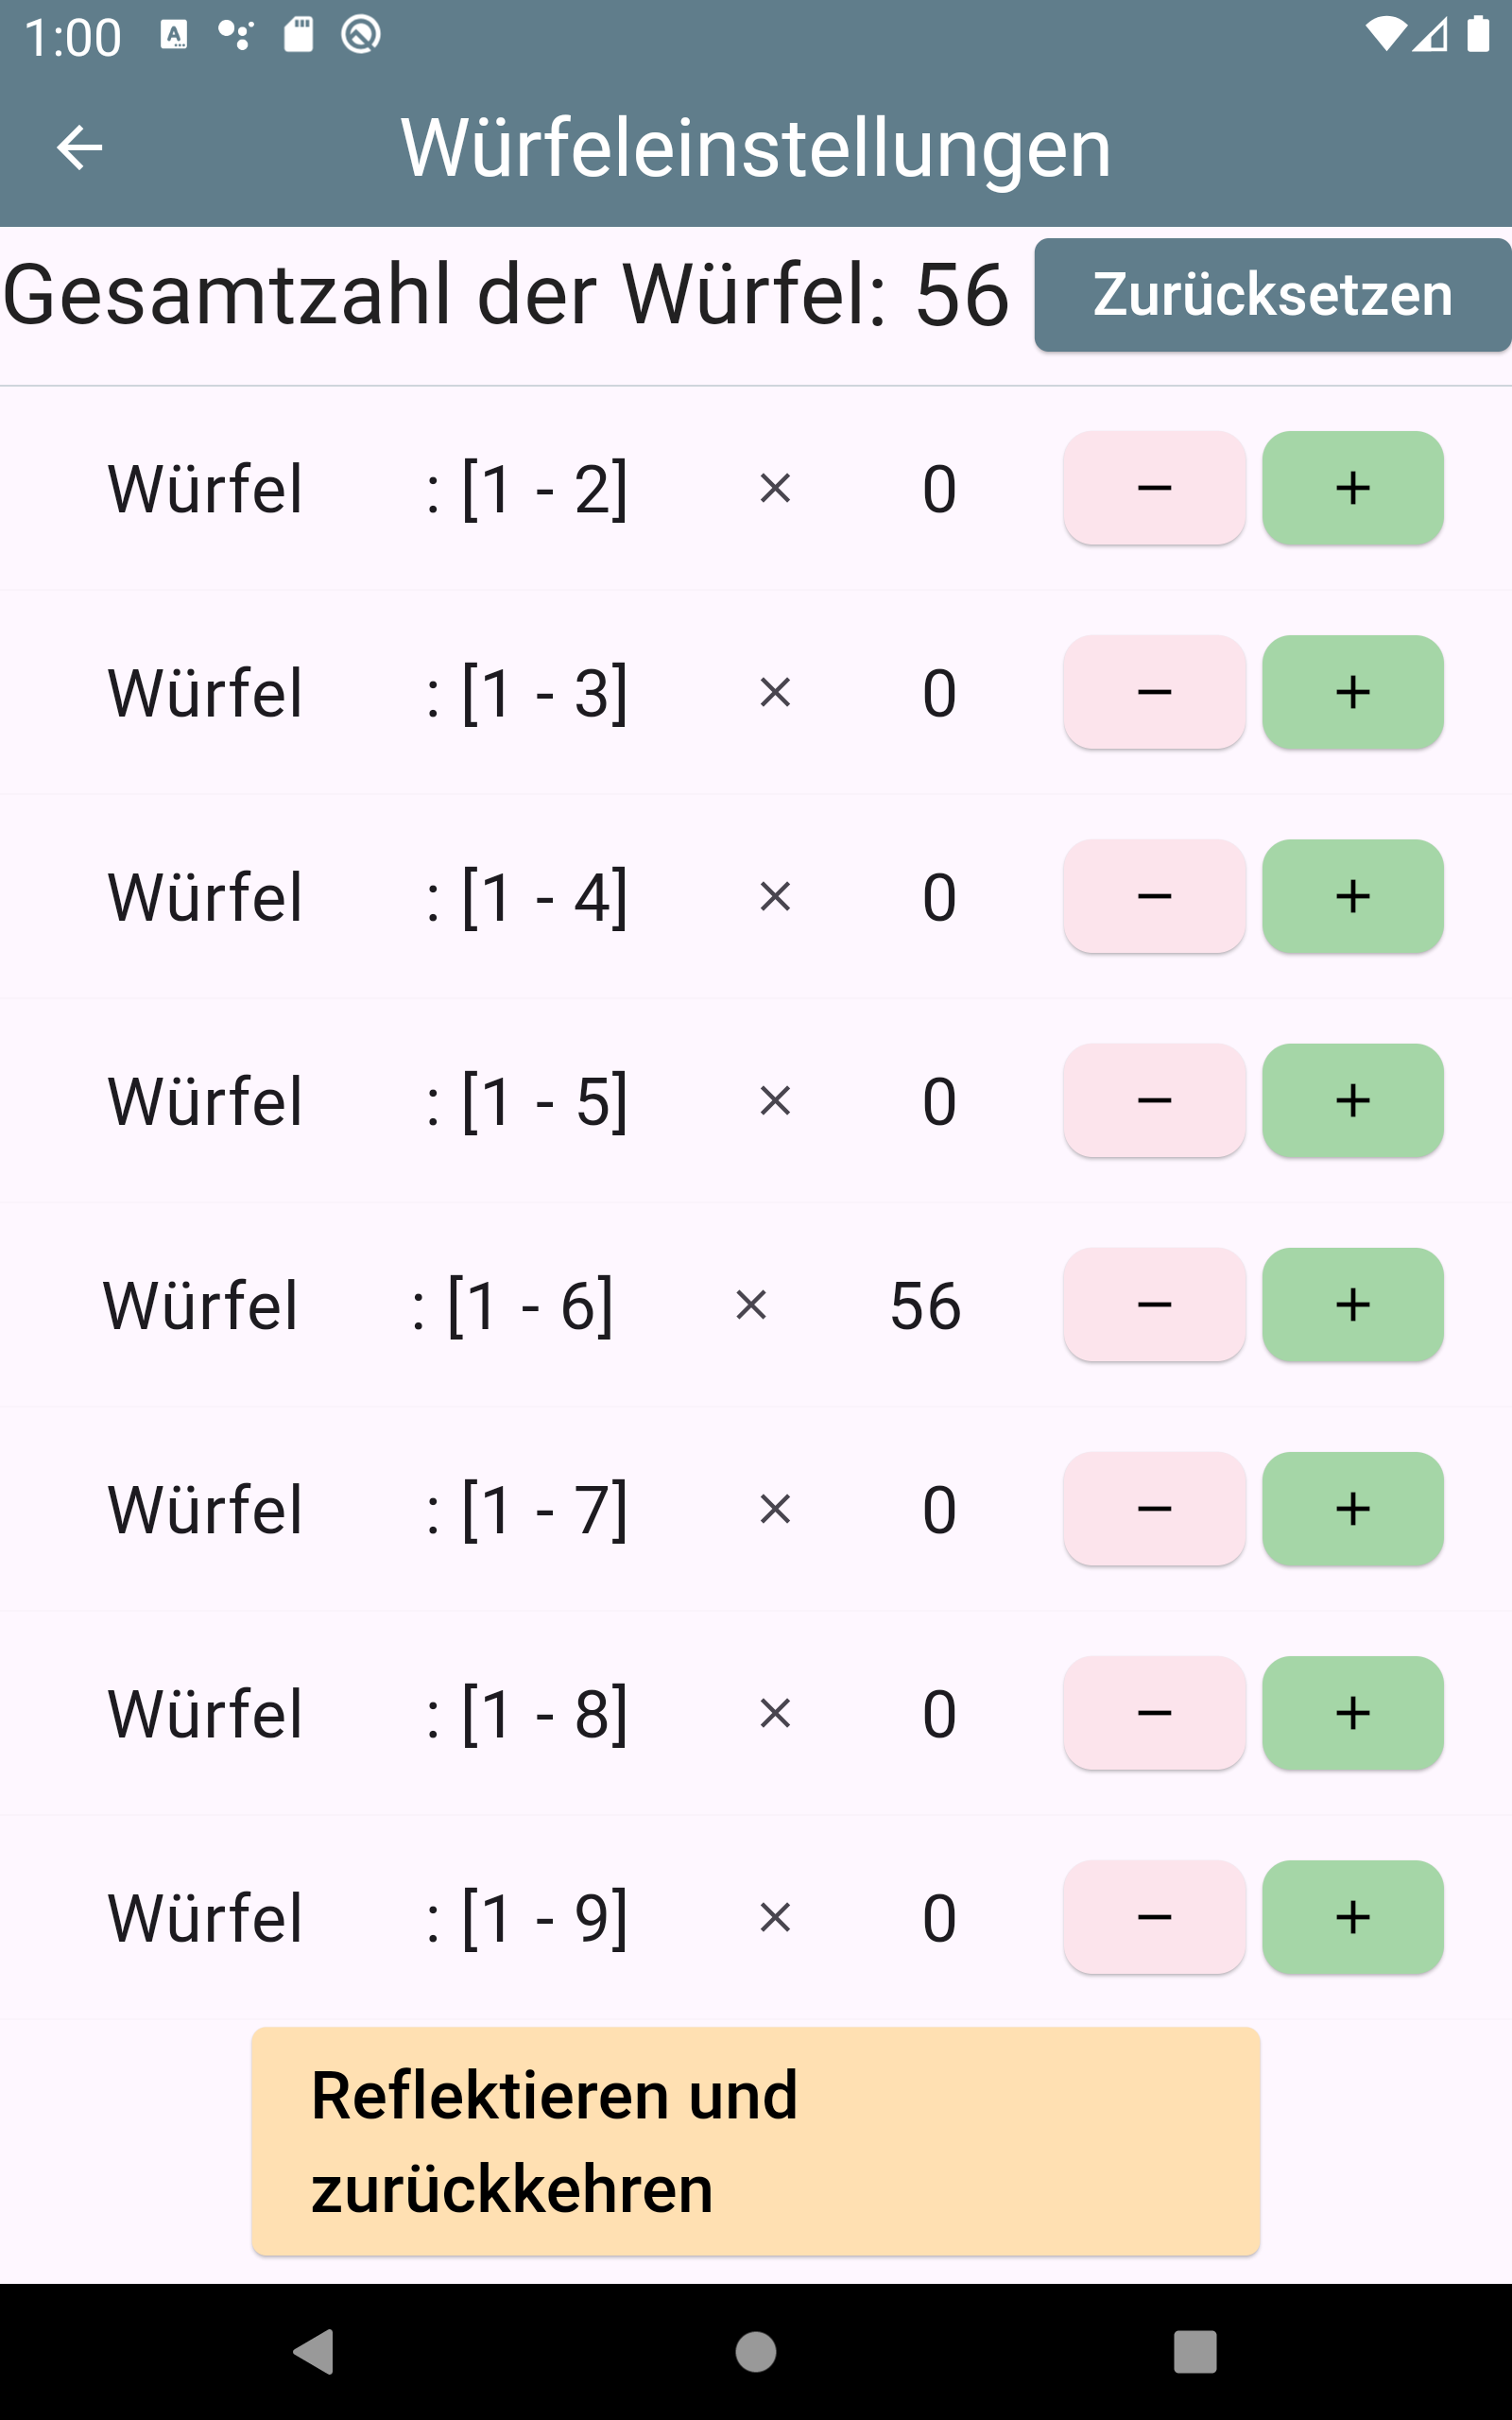 1:00
Würfeleinstellungen
Gesamtzahl der Würfel: 56 Zurücksetzen
Würfel : [1 - 2] × 0 − +
Würfel : [1 - 3] × 0 − +
Würfel : [1 - 4] × 0 − +
Würfel : [1 - 5] × 0 − +
Würfel : [1 - 6] × 56 − +
Würfel : [1 - 7] × 0 − +
Würfel : [1 - 8] × 0 − +
Würfel : [1 - 9] × 0 − +
Reflektieren und
zurückkehren